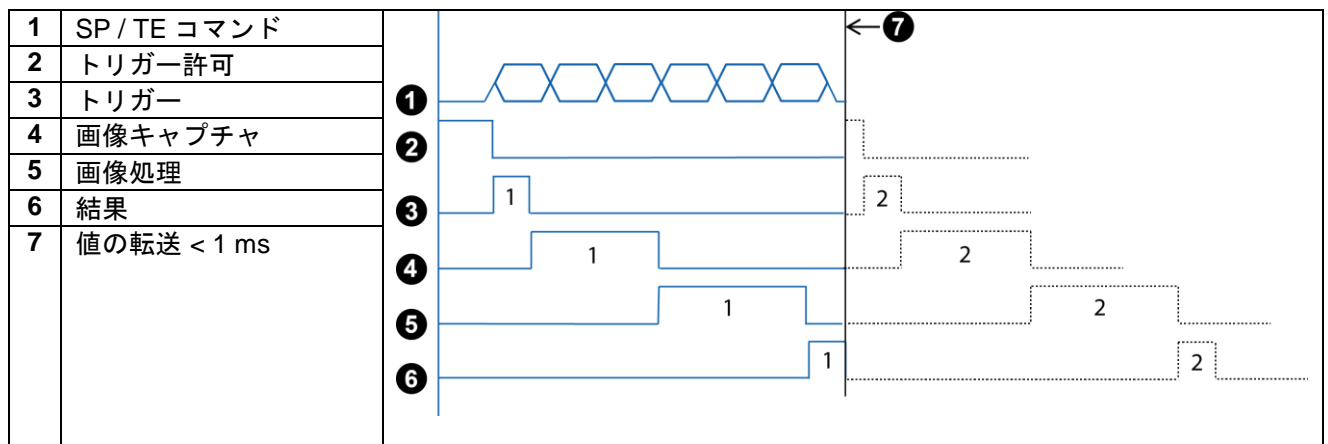 1 SP / TE コマンド
2 トリガー許可
3 トリガー
4 画像キャプチャ
5 画像処理
6 結果
7 値の転送 < 1 ms
7
1
2
3 1 2
4 1 2
5 1 2
6 1 2